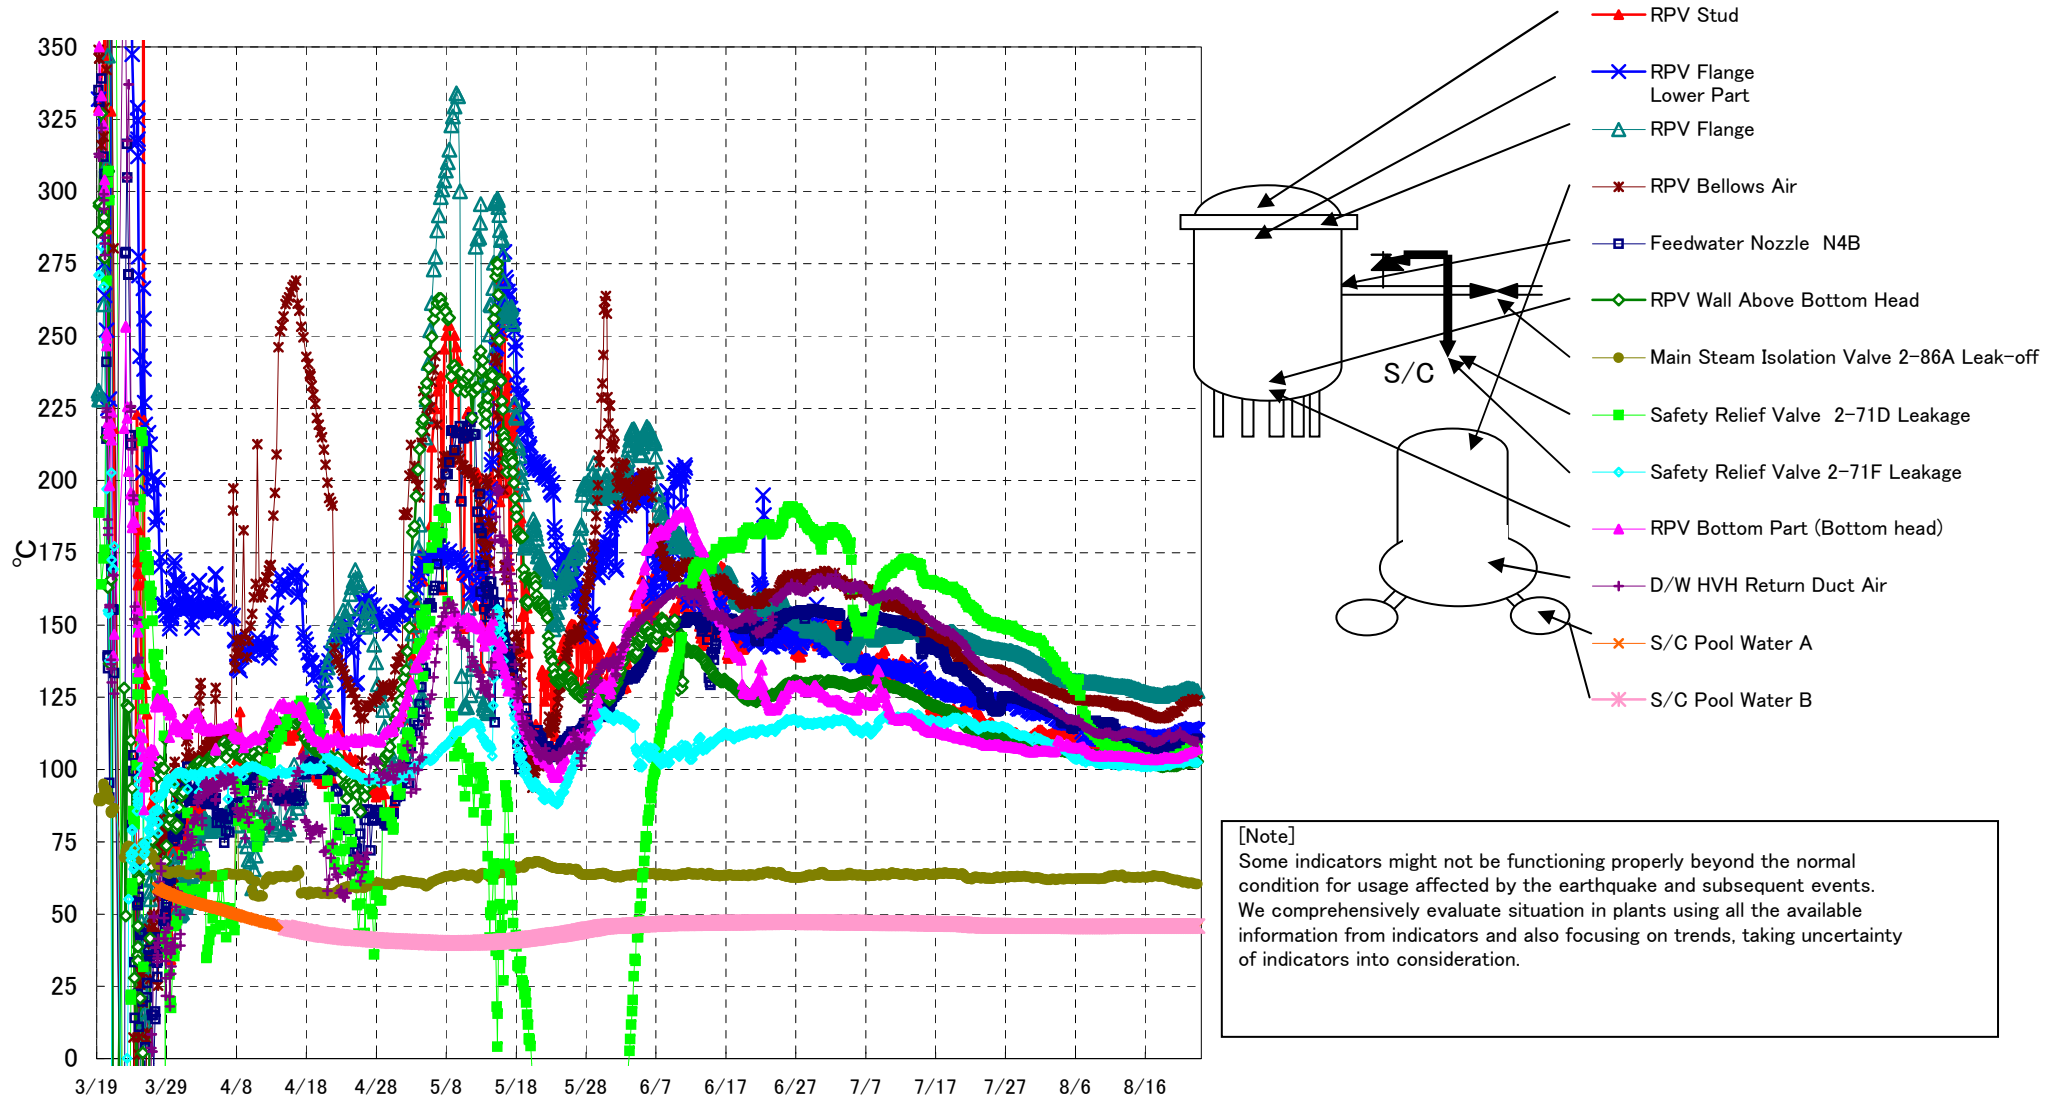 350
325
300
275
250
225
200
175
150
125
100
75
50
25
0
℃
3/19 3/29 4/8 4/18 4/28 5/8 5/18 5/28 6/7 6/17 6/27 7/7 7/17 7/27 8/6 8/16
RPV Stud
RPV Flange
Lower Part
RPV Flange
RPV Bellows Air
Feedwater Nozzle N4B
RPV Wall Above Bottom Head
Main Steam Isolation Valve 2-86A Leak-off
Safety Relief Valve 2-71D Leakage
Safety Relief Valve 2-71F Leakage
RPV Bottom Part (Bottom head)
D/W HVH Return Duct Air
S/C Pool Water A
S/C Pool Water B
S/C
[Note]
Some indicators might not be functioning properly beyond the normal
condition for usage affected by the earthquake and subsequent events.
We comprehensively evaluate situation in plants using all the available
information from indicators and also focusing on trends, taking uncertainty
of indicators into consideration.